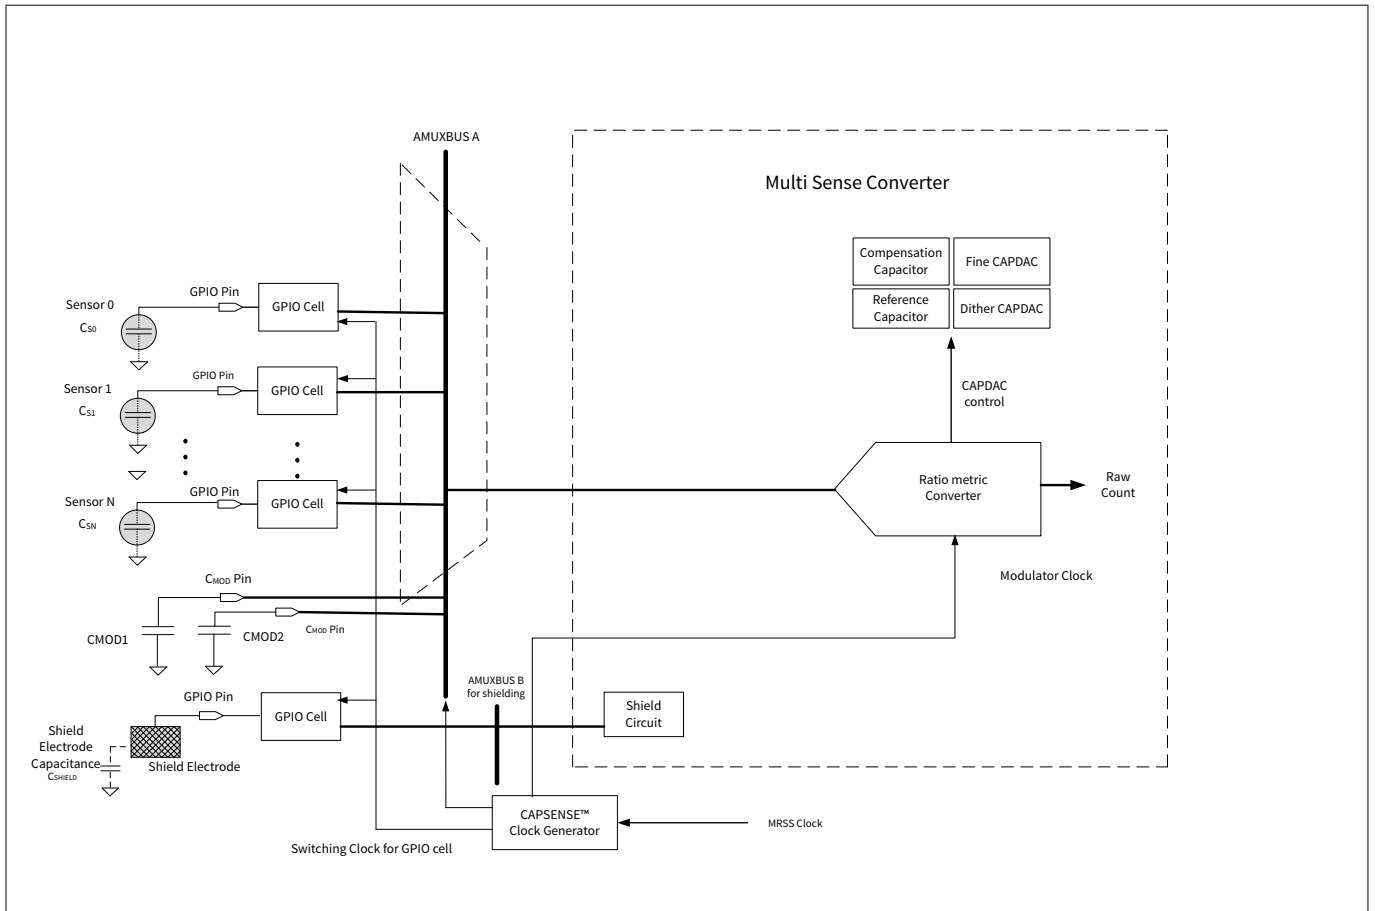 AMUXBUS A
Multi Sense Converter
Compensation
Capacitor
Fine CAPDAC
Reference
Capacitor
Dither CAPDAC
CAPDAC
control
Sensor 0
CS0
GPIO Pin
GPIO Cell
Sensor 1
CS1
GPIO Pin
GPIO Cell
Sensor N
CSN
GPIO Pin
GPIO Cell
Ratio metric
Converter
Raw
Count
Modulator Clock
CMOD Pin
CMOD1
CMOD2
CMOD Pin
AMUXBUS B
for shielding
GPIO Pin
GPIO Cell
Shield
Circuit
Shield
Electrode
Capacitance
CSHIELD
Shield Electrode
CAPSENSE™
Clock Generator
MRSS Clock
Switching Clock for GPIO cell